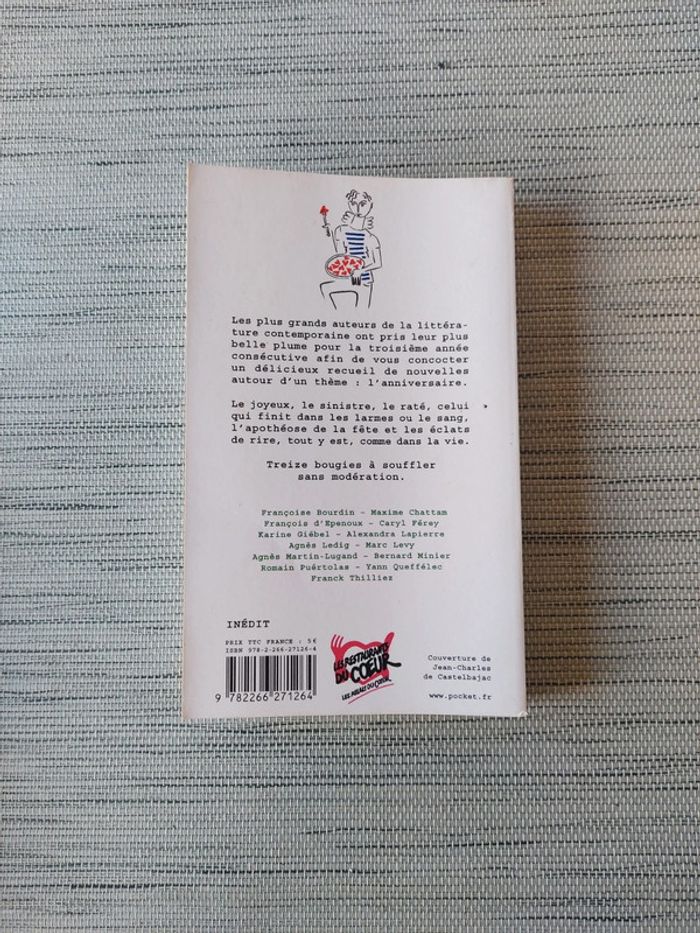 Les plus grands auteurs de la littéra-
ture contemporaine ont pris leur plus
belle plume pour la troisième année
consécutive afin de vous concocter
un délicieux recueil de nouvelles
autour d'un thème : l'anniversaire.
Le joyeux, le sinistre, le raté, celui
qui finit dans les larmes ou le sang,
l'apothéose de la fête et les éclats
de rire, tout y est, comme dans la vie.
Treize bougies à souffler
sans modération.
Françoise Bourdin – Maxime Chattam
François d'Epenoux – Caryl Férey
Karine Giébel – Alexandra Lapierre
Agnès Ledig – Marc Levy
Agnès Martin-Lugand – Bernard Minier
Romain Puértolas – Yann Queffélec
Franck Thilliez
INÉDIT
PRIX TTC FRANCE : 5€
ISBN 978-2-266-27126-4
9 782266 271264
LES RESTAURANTS
DU CŒUR
LES RELAIS DU CŒUR
Couverture de
Jean-Charles
de Castelbajac
www.pocket.fr